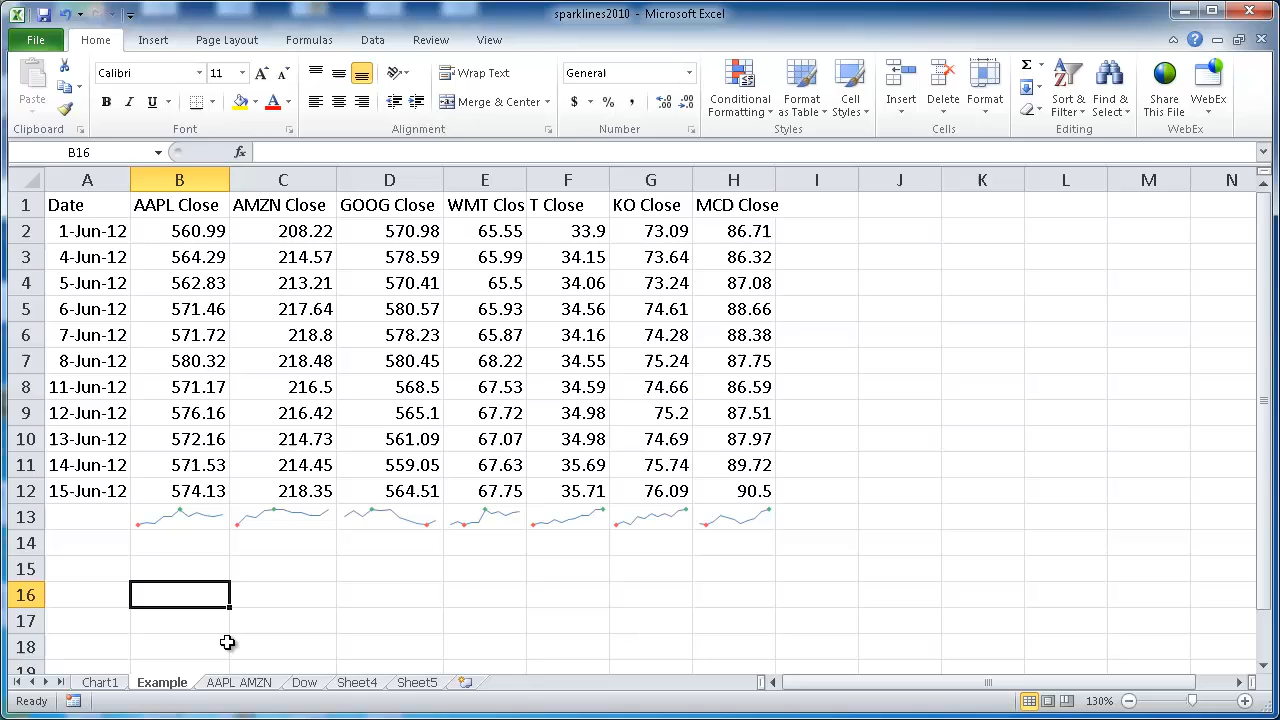 sparklines2010 - Microsoft Excel
File Home Insert Page Layout Formulas Data Review View
Paste
Calibri 11
B I U A
Wrap Text
Merge & Center
General
$ % ,
Conditional Formatting
Format as Table
Cell Styles
Insert Delete Format
Σ
Sort & Filter
Find & Select
Share This File
WebEx
Clipboard Font Alignment Number Styles Cells Editing WebEx
B16 fx
A B C D E F G H I J K L M N
1 Date AAPL Close AMZN Close GOOG Close WMT Clos T Close KO Close MCD Close
2 1-Jun-12 560.99 208.22 570.98 65.55 33.9 73.09 86.71
3 4-Jun-12 564.29 214.57 578.59 65.99 34.15 73.64 86.32
4 5-Jun-12 562.83 213.21 570.41 65.5 34.06 73.24 87.08
5 6-Jun-12 571.46 217.64 580.57 65.93 34.56 74.61 88.66
6 7-Jun-12 571.72 218.8 578.23 65.87 34.16 74.28 88.38
7 8-Jun-12 580.32 218.48 580.45 68.22 34.55 75.24 87.75
8 11-Jun-12 571.17 216.5 568.5 67.53 34.59 74.66 86.59
9 12-Jun-12 576.16 216.42 565.1 67.72 34.98 75.2 87.51
10 13-Jun-12 572.16 214.73 561.09 67.07 34.98 74.69 87.97
11 14-Jun-12 571.53 214.45 559.05 67.63 35.69 75.74 89.72
12 15-Jun-12 574.13 218.35 564.51 67.75 35.71 76.09 90.5
13
14
15
16
17
18
19
Chart1 Example AAPL AMZN Dow Sheet4 Sheet5
Ready 130%